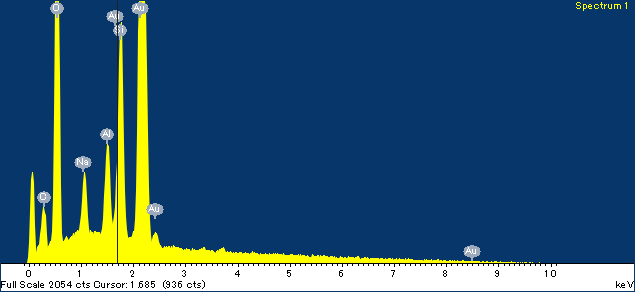 Spectrum 1
O Au Au
Si
Al
Na
C
Au
Au
0 1 2 3 4 5 6 7 8 9 10
Full Scale 2054 cts Cursor: 1.685 (936 cts) keV